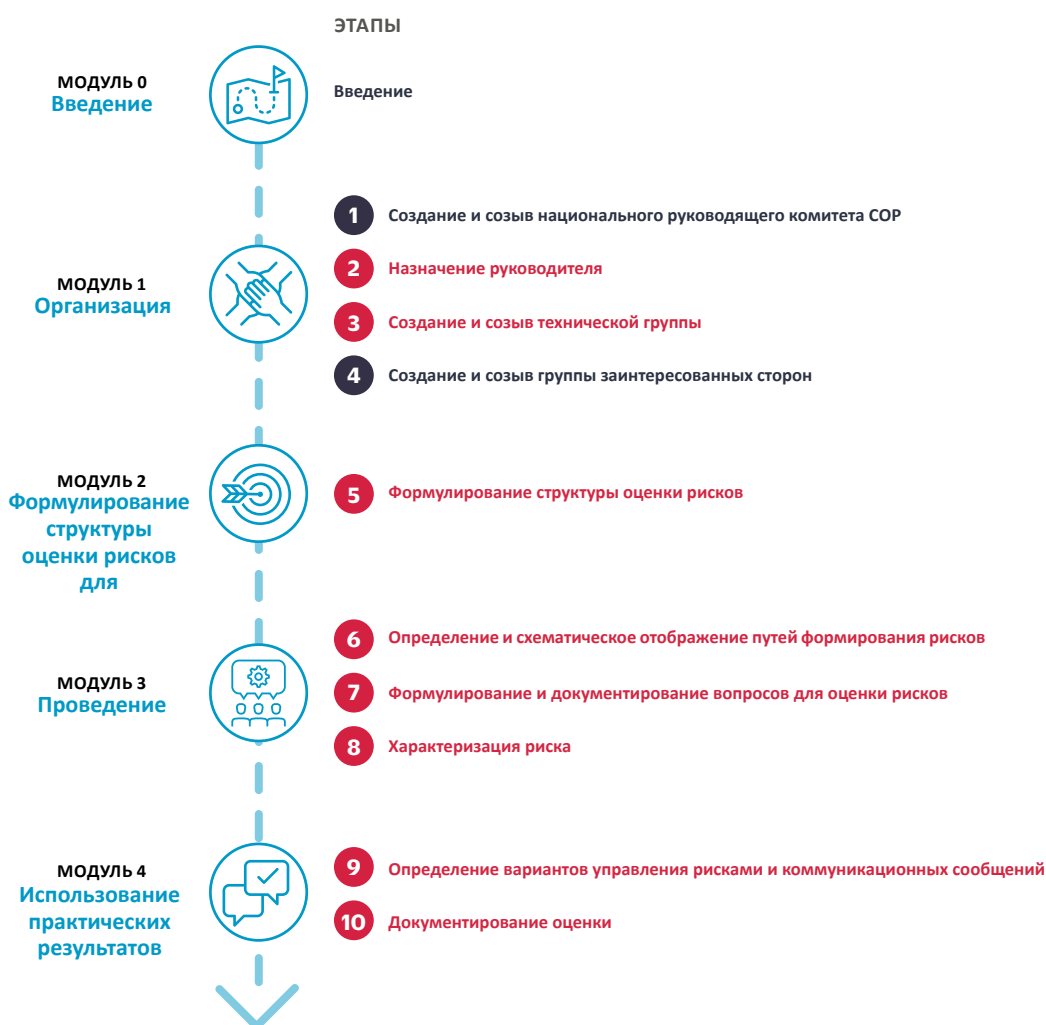 ЭТАПЫ
МОДУЛЬ 0
Введение
Введение
МОДУЛЬ 1
Организация
1 Создание и созыв национального руководящего комитета СОР
2 Назначение руководителя
3 Создание и созыв технической группы
4 Создание и созыв группы заинтересованных сторон
МОДУЛЬ 2
Формулирование
структуры
оценки рисков
для
5 Формулирование структуры оценки рисков
МОДУЛЬ 3
Проведение
6 Определение и схематическое отображение путей формирования рисков
7 Формулирование и документирование вопросов для оценки рисков
8 Характеризация риска
МОДУЛЬ 4
Использование
практических
результатов
9 Определение вариантов управления рисками и коммуникационных сообщений
10 Документирование оценки